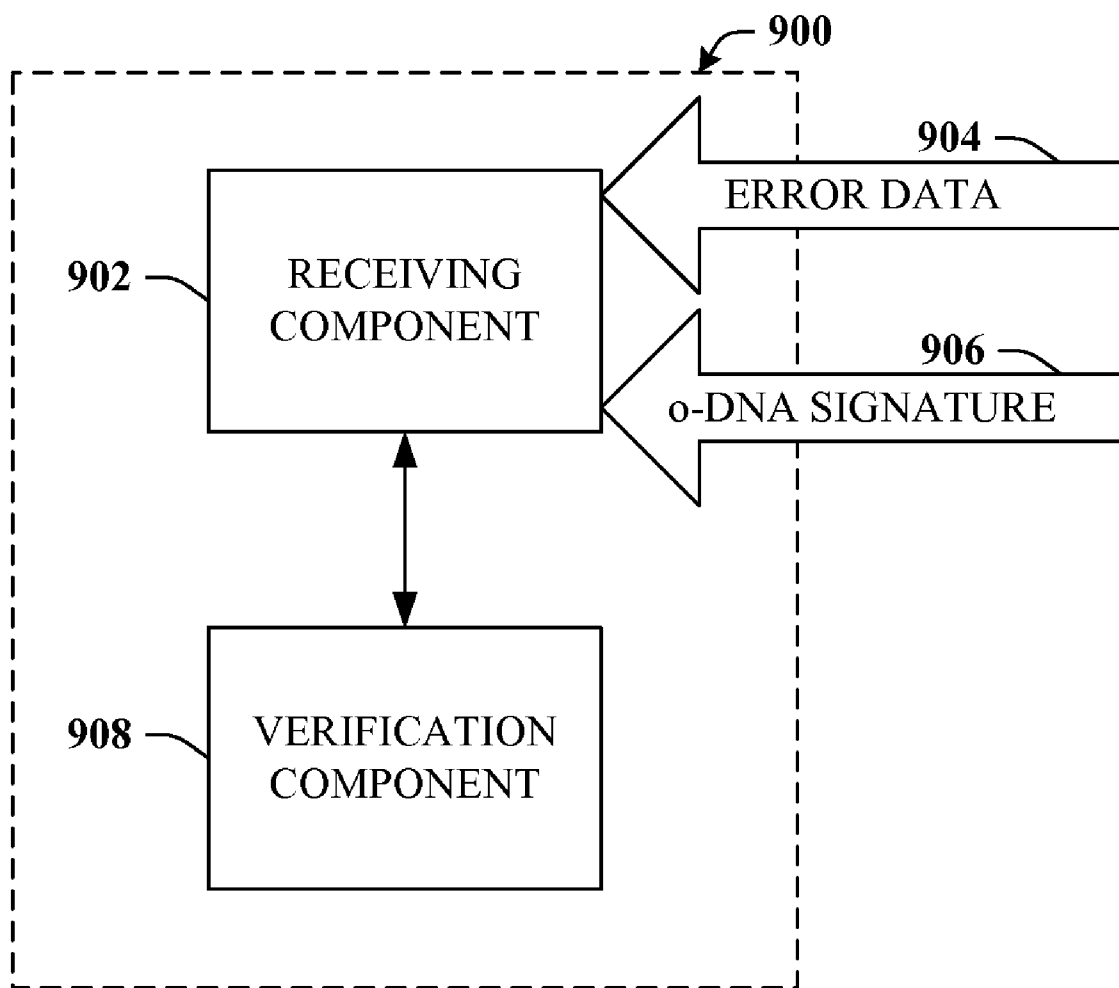 900
904
ERROR DATA
902
RECEIVING
COMPONENT
906
o-DNA SIGNATURE
908
VERIFICATION
COMPONENT